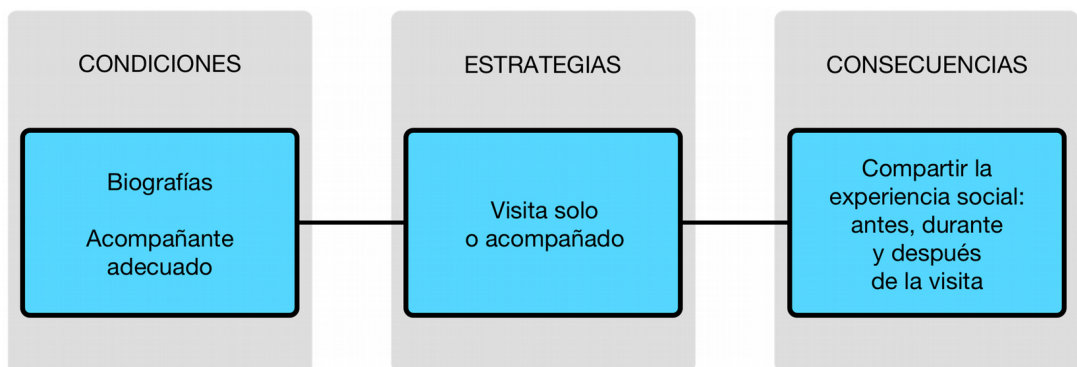 CONDICIONES
Biografías
Acompañante
adecuado
ESTRATEGIAS
Visita solo
o acompañado
CONSECUENCIAS
Compartir la
experiencia social:
antes, durante
y después
de la visita